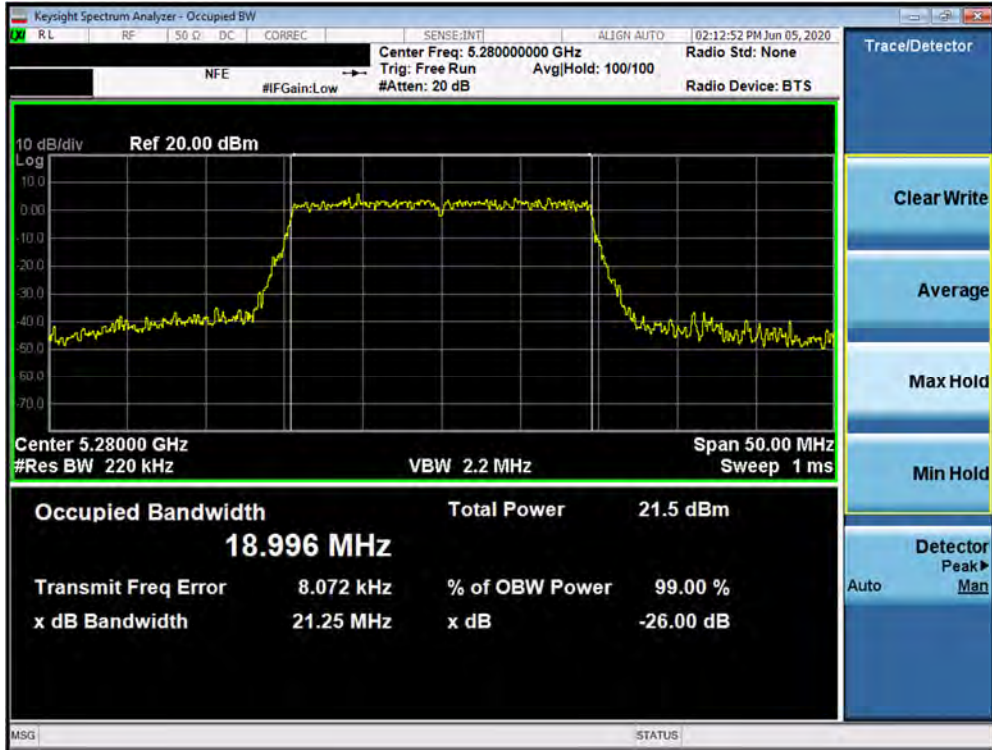 Keysight Spectrum Analyzer - Occupied BW
LXI RL RF 50 Ω DC CORREC SENSE:INT ALIGN AUTO 02:12:52 PM Jun 05, 2020
Center Freq: 5.280000000 GHz Radio Std: None
NFE Trig: Free Run Avg|Hold: 100/100
#IFGain:Low #Atten: 20 dB Radio Device: BTS
10 dB/div Ref 20.00 dBm
Log
10.0
0.00
-10.0
-20.0
-30.0
-40.0
-50.0
-60.0
-70.0
Center 5.28000 GHz Span 50.00 MHz
#Res BW 220 kHz VBW 2.2 MHz Sweep 1 ms
Occupied Bandwidth Total Power 21.5 dBm
18.996 MHz
Transmit Freq Error 8.072 kHz % of OBW Power 99.00 %
x dB Bandwidth 21.25 MHz x dB -26.00 dB
Trace/Detector
Clear Write
Average
Max Hold
Min Hold
Detector
Peak▶
Auto Man
MSG STATUS